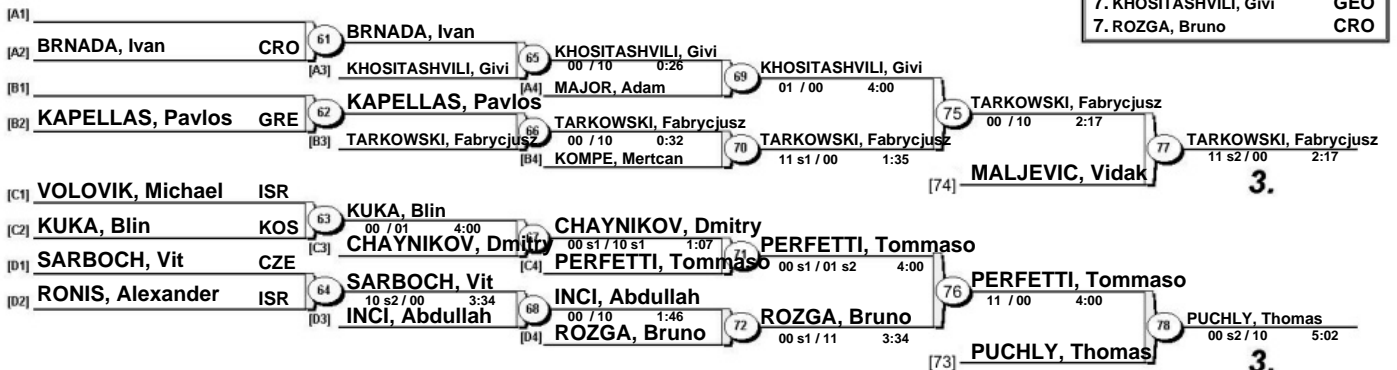 7. KHOSITASHVILI, Givi GEO
7. ROZGA, Bruno CRO
[A1]
[A2] BRNADA, Ivan CRO
61
BRNADA, Ivan
[A3] KHOSITASHVILI, Givi
65
KHOSITASHVILI, Givi
00 / 10 0:26
[A4] MAJOR, Adam
69
KHOSITASHVILI, Givi
01 / 00 4:00
[B1]
[B2] KAPELLAS, Pavlos GRE
62
KAPELLAS, Pavlos
[B3] TARKOWSKI, Fabrycjusz
66
TARKOWSKI, Fabrycjusz
00 / 10 0:32
[B4] KOMPE, Mertcan
70
TARKOWSKI, Fabrycjusz
11 s1 / 00 1:35
75
TARKOWSKI, Fabrycjusz
00 / 10 2:17
[74] MALJEVIC, Vidak
77
TARKOWSKI, Fabrycjusz
11 s2 / 00 2:17
3.
[C1] VOLOVIK, Michael ISR
[C2] KUKA, Blin KOS
63
KUKA, Blin
00 / 01 4:00
[C3] CHAYNIKOV, Dmitry
67
CHAYNIKOV, Dmitry
00 s1 / 10 s1 1:07
[C4] PERFETTI, Tommaso
71
PERFETTI, Tommaso
00 s1 / 01 s2 4:00
[D1] SARBOCH, Vit CZE
[D2] RONIS, Alexander ISR
64
SARBOCH, Vit
10 s2 / 00 3:34
[D3] INCI, Abdullah
68
INCI, Abdullah
00 / 10 1:46
[D4] ROZGA, Bruno
72
ROZGA, Bruno
00 s1 / 11 3:34
76
PERFETTI, Tommaso
11 / 00 4:00
[73] PUCHLY, Thomas
78
PUCHLY, Thomas
00 s2 / 10 5:02
3.